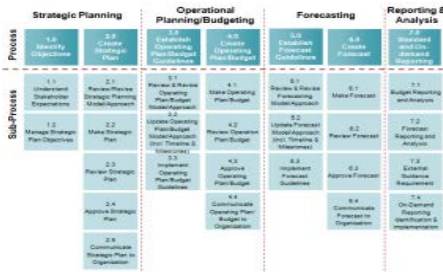 Strategic Planning
Operational
Planning/Budgeting
Forecasting
Reporting &
Analysis
Process
1.0
Identify
Objectives
2.0
Create
Strategic
Plan
3.0
Establish
Operating
Plan/Budget
Guidelines
4.0
Create
Operating
Plan/Budget
5.0
Establish
Forecast
Guidelines
6.0
Create
Forecast
7.0
Standard
and On-
demand
Reporting
Sub-Process
1.1
Understand
Stakeholder
Expectations
1.2
Manage Strategic
Plan Objectives
2.1
Review/Revise
Strategic Planning
Model/Approach
2.2
Make Strategic
Plan
2.3
Review Strategic
Plan
2.4
Approve Strategic
Plan
2.5
Communicate
Strategic Plan to
Organization
3.1
Review & Revise
Operating
Plan/Budget
Model/Approach
3.2
Update Operating
Plan/Budget
Model/Approach
(incl. Timeline &
Milestones)
3.3
Implement
Operating
Plan/Budget
Guidelines
4.1
Make Operating
Plan/Budget
4.2
Review Operation
Plan/Budget
4.3
Approve
Operating
Plan/Budget
4.4
Communicate
Operating Plan/
Budget to
Organization
5.1
Review & Revise
Forecasting
Model/Approach
5.2
Update Forecast
Model/Approach
(incl. Timeline &
Milestones)
5.3
Implement
Forecast
Guidelines
6.1
Make Forecast
6.2
Review Forecast
6.3
Approve Forecast
6.4
Communicate
Forecast to
Organization
7.1
Budget Reporting
and Analysis
7.2
Forecast
Reporting and
Analysis
7.3
External
Guidance
Requirement
7.4
On-Demand
Reporting
Identification &
Implementation